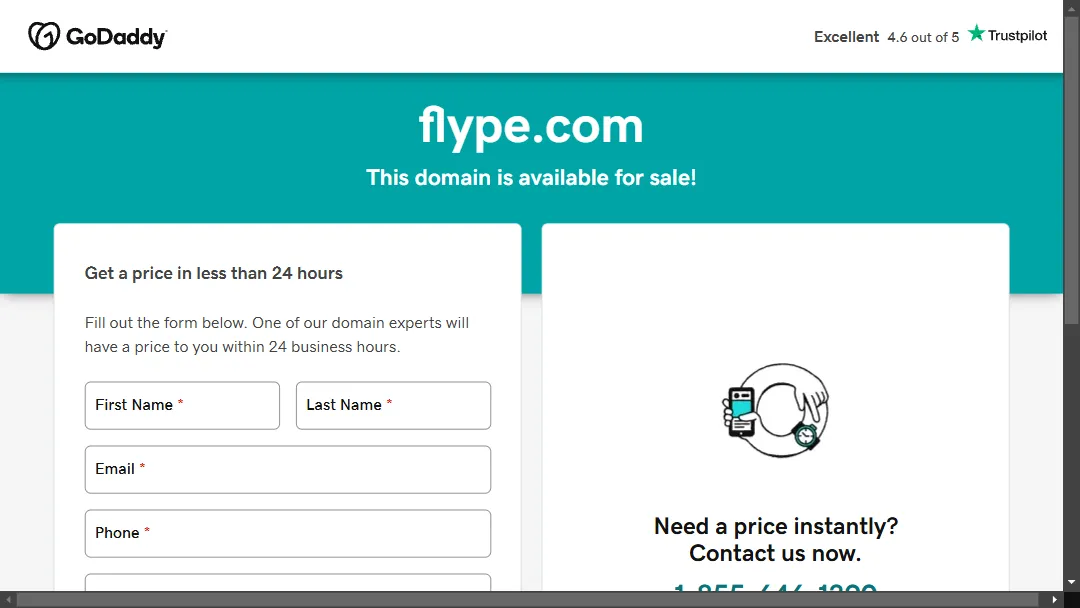 GoDaddy
Excellent 4.6 out of 5 Trustpilot
flype.com
This domain is available for sale!
Get a price in less than 24 hours
Fill out the form below. One of our domain experts will
have a price to you within 24 business hours.
First Name *
Last Name *
Email *
Phone *
Need a price instantly?
Contact us now.